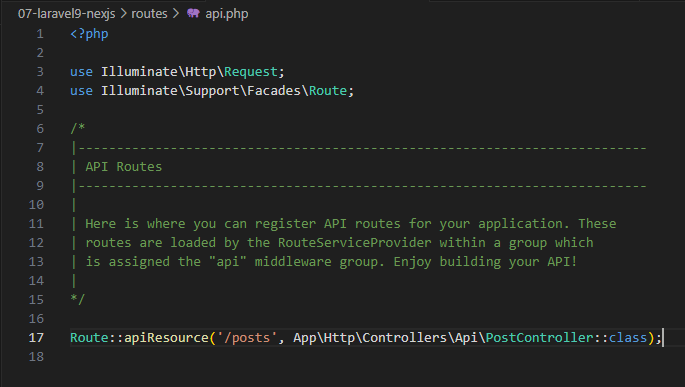 07-laravel9-nexjs > routes > api.php
1 <?php
2
3 use Illuminate\Http\Request;
4 use Illuminate\Support\Facades\Route;
5
6 /*
7 |--------------------------------------------------------------------------
8 | API Routes
9 |--------------------------------------------------------------------------
10 |
11 | Here is where you can register API routes for your application. These
12 | routes are loaded by the RouteServiceProvider within a group which
13 | is assigned the "api" middleware group. Enjoy building your API!
14 |
15 */
16
17 Route::apiResource('/posts', App\Http\Controllers\Api\PostController::class);
18